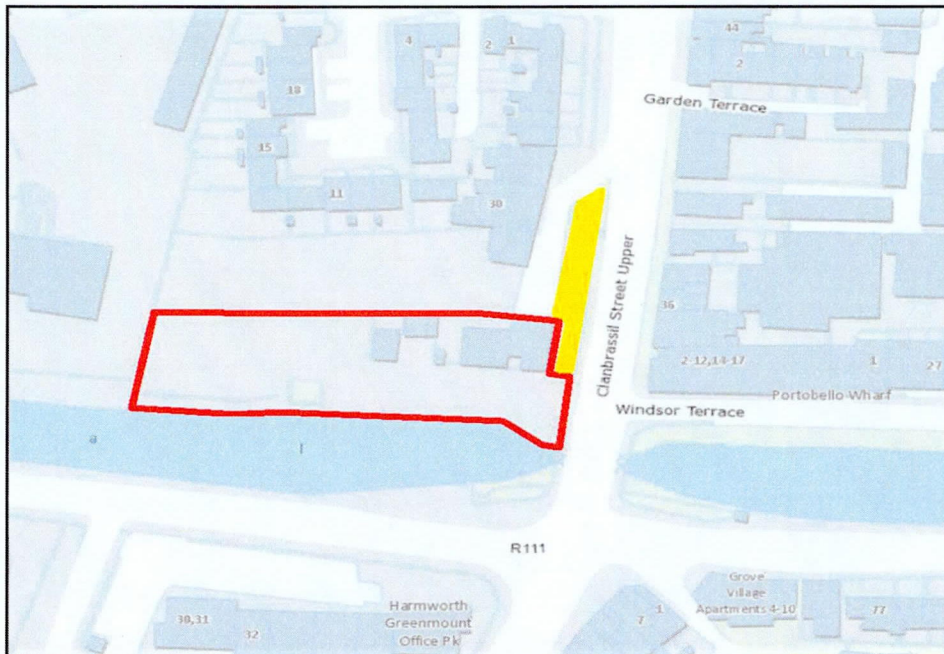 44
4
2 1
2
18
Garden Terrace
15
11
30
Clanbrassil Street Upper
36
2-12,14-17
1
27
Portobello Wharf
Windsor Terrace
a
l
R111
Grove
Village
Apartments 4-10
Harmworth
Greenmount
Office Pk
30,31
32
1
7
77